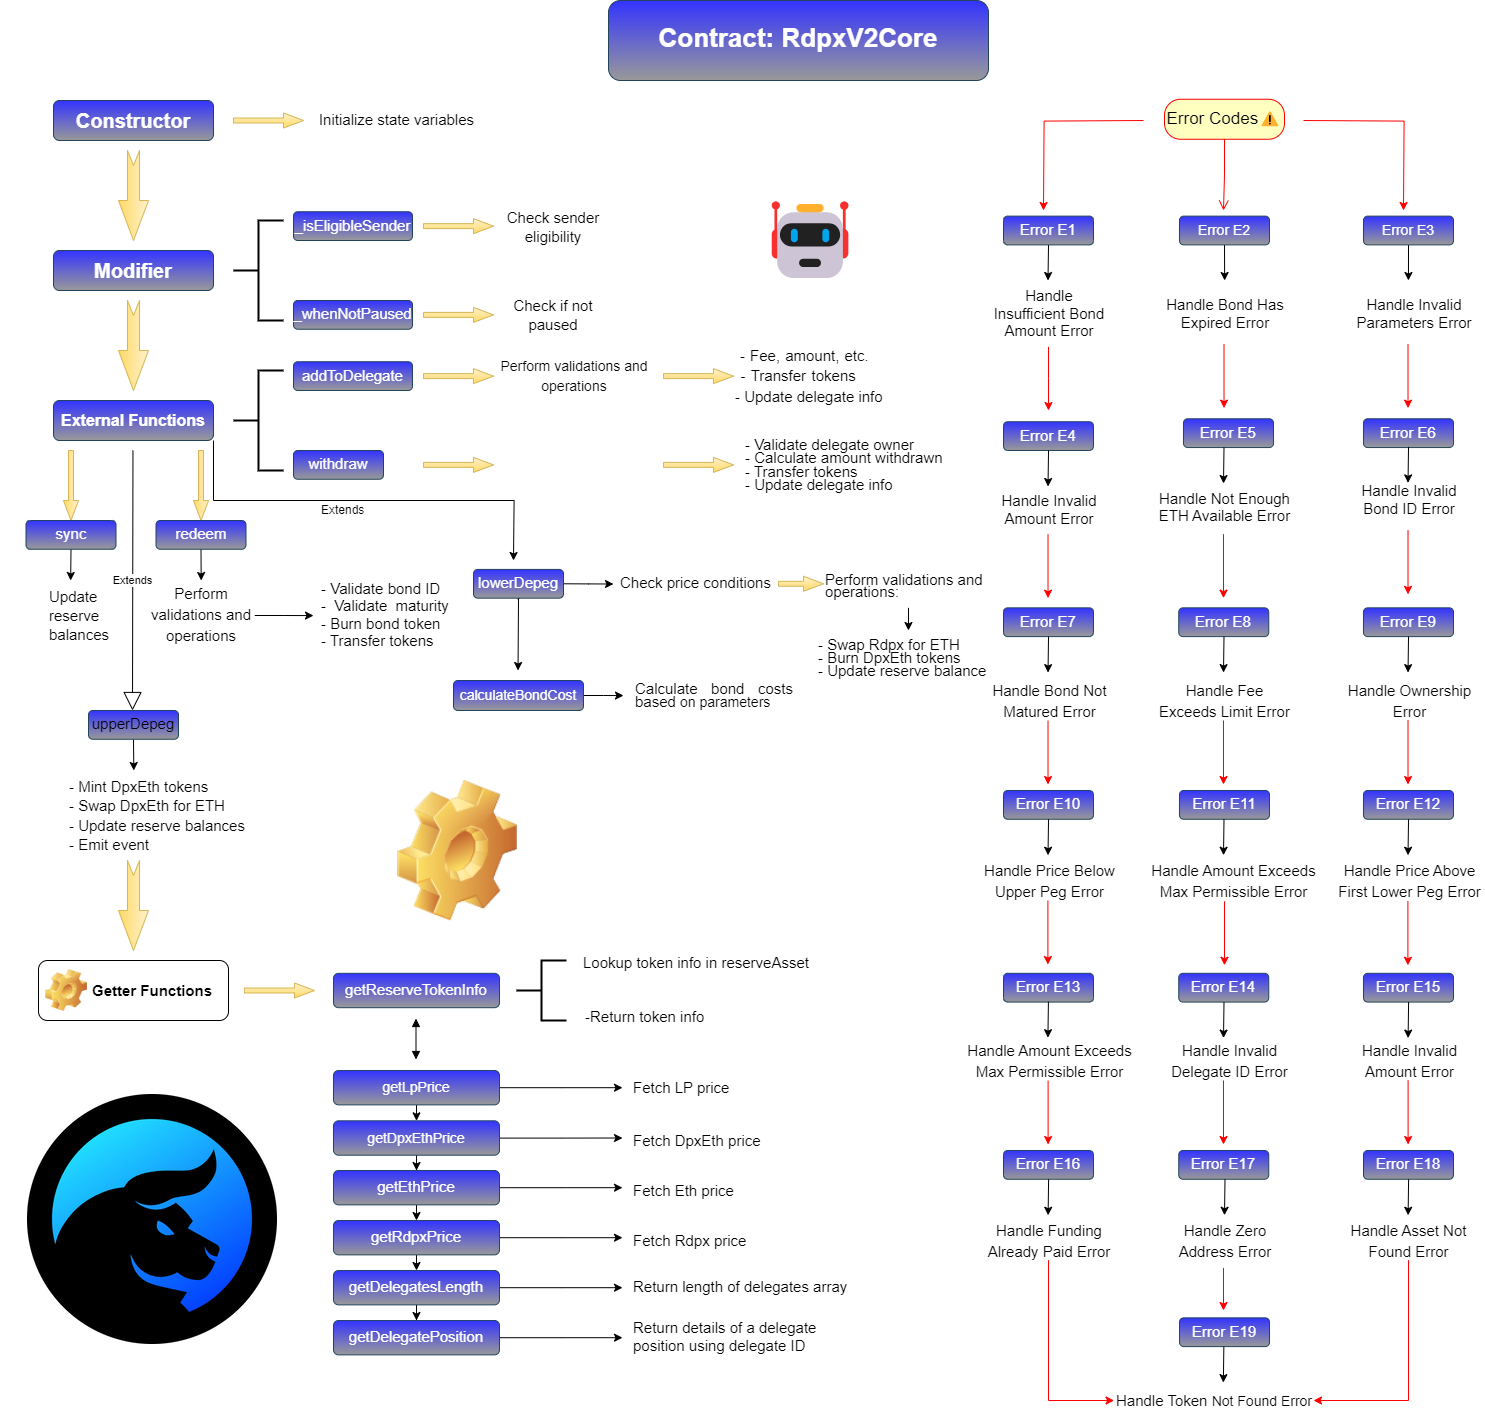 Contract: RdpxV2Core
Constructor
Initialize state variables
Modifier
_isEligibleSender
Check sender
eligibility
_whenNotPaused
Check if not
paused
External Functions
addToDelegate
Perform validations and
operations
- Fee, amount, etc.
- Transfer tokens
- Update delegate info
withdraw
- Validate delegate owner
- Calculate amount withdrawn
- Transfer tokens
- Update delegate info
Extends
sync
Update
reserve
balances
Extends
redeem
Perform
validations and
operations
- Validate bond ID
- Validate maturity
- Burn bond token
- Transfer tokens
lowerDepeg
Check price conditions
Perform validations and
operations:
- Swap Rdpx for ETH
- Burn DpxEth tokens
- Update reserve balance
calculateBondCost
Calculate bond costs
based on parameters
upperDepeg
- Mint DpxEth tokens
- Swap DpxEth for ETH
- Update reserve balances
- Emit event
Getter Functions
getReserveTokenInfo
Lookup token info in reserveAsset
-Return token info
getLpPrice
Fetch LP price
getDpxEthPrice
Fetch DpxEth price
getEthPrice
Fetch Eth price
getRdpxPrice
Fetch Rdpx price
getDelegatesLength
Return length of delegates array
getDelegatePosition
Return details of a delegate
position using delegate ID
Error Codes
Error E1
Handle
Insufficient Bond
Amount Error
Error E2
Handle Bond Has
Expired Error
Error E3
Handle Invalid
Parameters Error
Error E4
Handle Invalid
Amount Error
Error E5
Handle Not Enough
ETH Available Error
Error E6
Handle Invalid
Bond ID Error
Error E7
Handle Bond Not
Matured Error
Error E8
Handle Fee
Exceeds Limit Error
Error E9
Handle Ownership
Error
Error E10
Handle Price Below
Upper Peg Error
Error E11
Handle Amount Exceeds
Max Permissible Error
Error E12
Handle Price Above
First Lower Peg Error
Error E13
Handle Amount Exceeds
Max Permissible Error
Error E14
Handle Invalid
Delegate ID Error
Error E15
Handle Invalid
Amount Error
Error E16
Handle Funding
Already Paid Error
Error E17
Handle Zero
Address Error
Error E18
Handle Asset Not
Found Error
Error E19
Handle Token Not Found Error